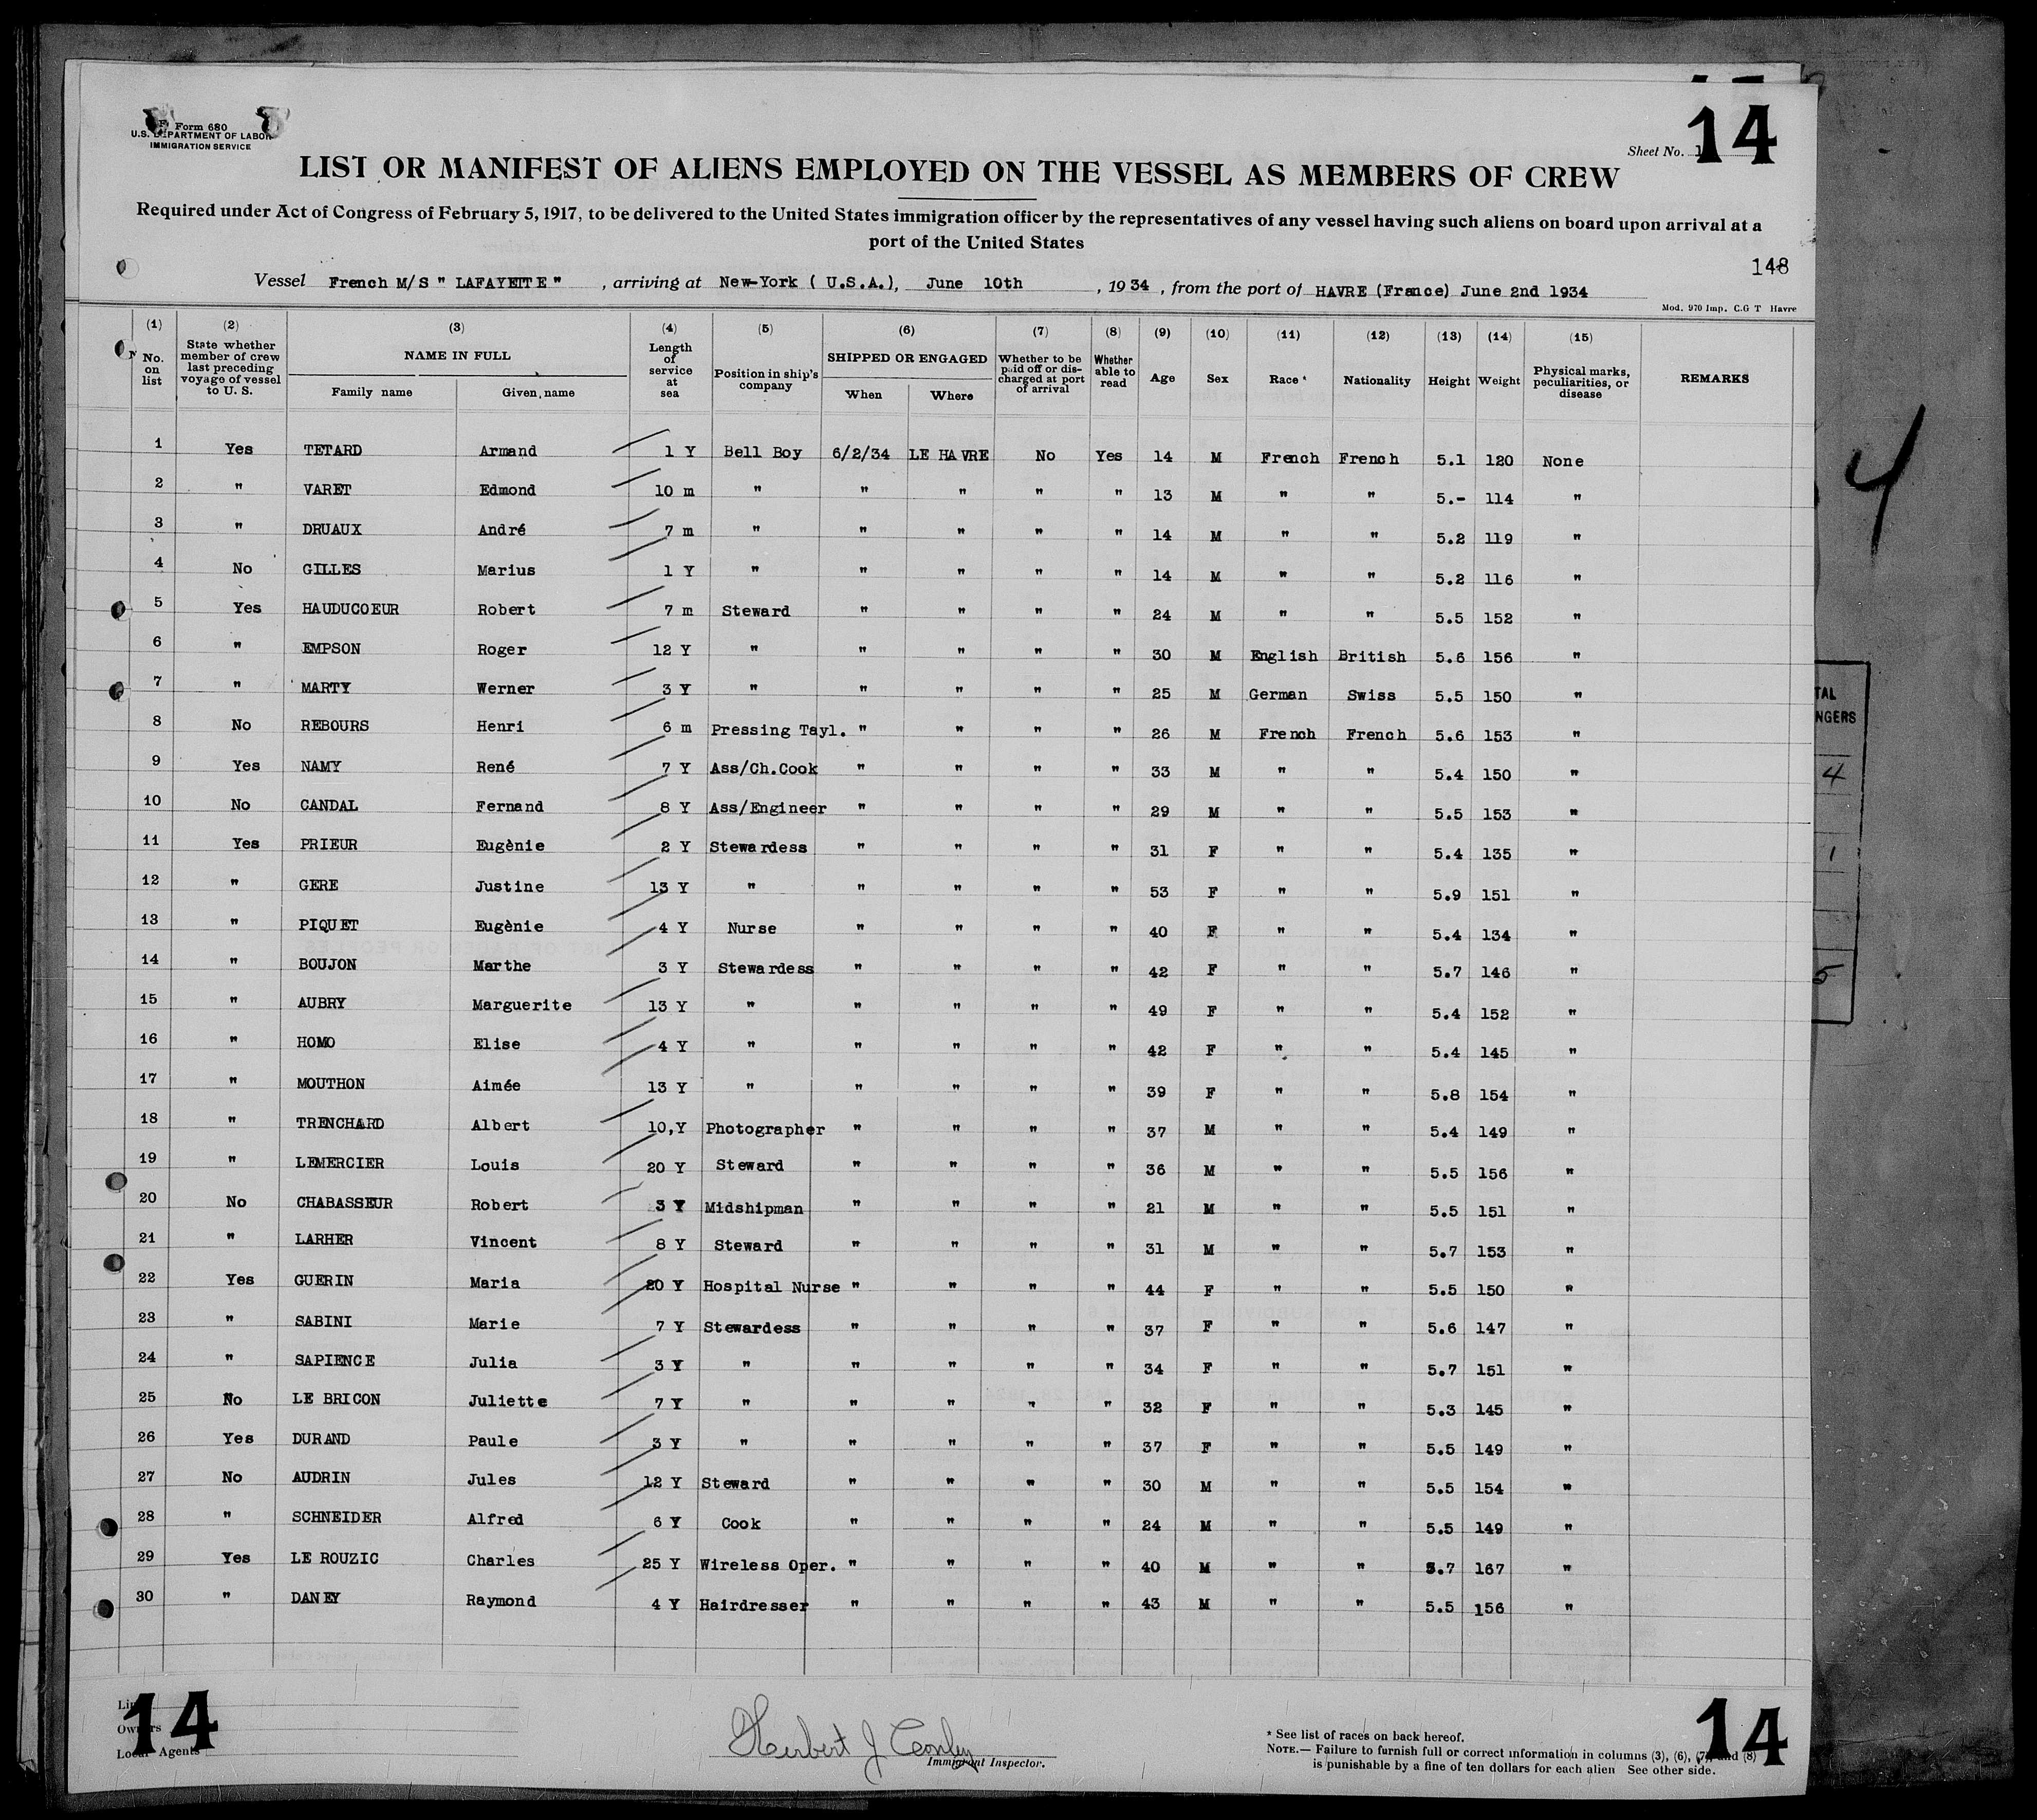 14
Form 680
U.S. DEPARTMENT OF LABOR
IMMIGRATION SERVICE
Sheet No.
LIST OR MANIFEST OF ALIENS EMPLOYED ON THE VESSEL AS MEMBERS OF CREW
Required under Act of Congress of February 5, 1917, to be delivered to the United States immigration officer by the representatives of any vessel having such aliens on board upon arrival at a
port of the United States
148
Vessel French M/S " LAFAYETTE " , arriving at New-York ( U.S.A.), June 10th , 1934 , from the port of HAVRE (France) June 2nd 1934
Mod. 970 Imp. C.G T Havre
(1) (2) (3) (4) (5) (6) (7) (8) (9) (10) (11) (12) (13) (14) (15)
No. on list State whether member of crew last preceding voyage of vessel to U. S. NAME IN FULL Length of service at sea Position in ship's company SHIPPED OR ENGAGED Whether to be paid off or discharged at port of arrival Whether able to read Age Sex Race * Nationality Height Weight Physical marks, peculiarities, or disease REMARKS
Family name Given name When Where
1 Yes TETARD Armand 1 Y Bell Boy 6/2/34 LE HAVRE No Yes 14 M French French 5.1 120 None
2 " VARET Edmond 10 m " " " " " 13 M " " 5.- 114 "
3 " DRUAUX André 7 m " " " " " 14 M " " 5.2 119 "
4 No GILLES Marius 1 Y " " " " " 14 M " " 5.2 116 "
5 Yes HAUDUCOEUR Robert 7 m Steward " " " " 24 M " " 5.5 152 "
6 " EMPSON Roger 12 Y " " " " " 30 M English British 5.6 156 "
7 " MARTY Werner 3 Y " " " " " 25 M German Swiss 5.5 150 "
8 No REBOURS Henri 6 m Pressing Tayl. " " " " 26 M French French 5.6 153 "
9 Yes NAMY René 7 Y Ass/Ch.Cook " " " " 33 M " " 5.4 150 "
10 No CANDAL Fernand 8 Y Ass/Engineer " " " " 29 M " " 5.5 153 "
11 Yes PRIEUR Eugènie 2 Y Stewardess " " " " 31 F " " 5.4 135 "
12 " GERE Justine 13 Y " " " " " 53 F " " 5.9 151 "
13 " PIQUET Eugènie 4 Y Nurse " " " " 40 F " " 5.4 134 "
14 " BOUJON Marthe 3 Y Stewardess " " " " 42 F " " 5.7 146 "
15 " AUBRY Marguerite 13 Y " " " " " 49 F " " 5.4 152 "
16 " HOMO Elise 4 Y " " " " " 42 F " " 5.4 145 "
17 " MOUTHON Aimée 13 Y " " " " " 39 F " " 5.8 154 "
18 " TRENCHARD Albert 10,Y Photographer " " " " 37 M " " 5.4 149 "
19 " LEMERCIER Louis 20 Y Steward " " " " 36 M " " 5.5 156 "
20 No CHABASSEUR Robert 3 Y Midshipman " " " " 21 M " " 5.5 151 "
21 " LARHER Vincent 8 Y Steward " " " " 31 M " " 5.7 153 "
22 Yes GUERIN Maria 20 Y Hospital Nurse " " " " 44 F " " 5.5 150 "
23 " SABINI Marie 7 Y Stewardess " " " " 37 F " " 5.6 147 "
24 " SAPIENCE Julia 3 Y " " " " " 34 F " " 5.7 151 "
25 No LE BRICON Juliette 7 Y " " " " " 32 F " " 5.3 145 "
26 Yes DURAND Paule 3 Y " " " " " 37 F " " 5.5 149 "
27 No AUDRIN Jules 12 Y Steward " " " " 30 M " " 5.5 154 "
28 " SCHNEIDER Alfred 6 Y Cook " " " " 24 M " " 5.5 149 "
29 Yes LE ROUZIC Charles 25 Y Wireless Oper. " " " " 40 M " " 5.7 167 "
30 " DANEY Raymond 4 Y Hairdresser " " " " 43 M " " 5.5 156 "
4
4
1
5
14
Owners
Local Agents
Herbert J
Immigrant Inspector.
* See list of races on back hereof.
NOTE.— Failure to furnish full or correct information in columns (3), (6), (7), and (8)
is punishable by a fine of ten dollars for each alien See other side.
14